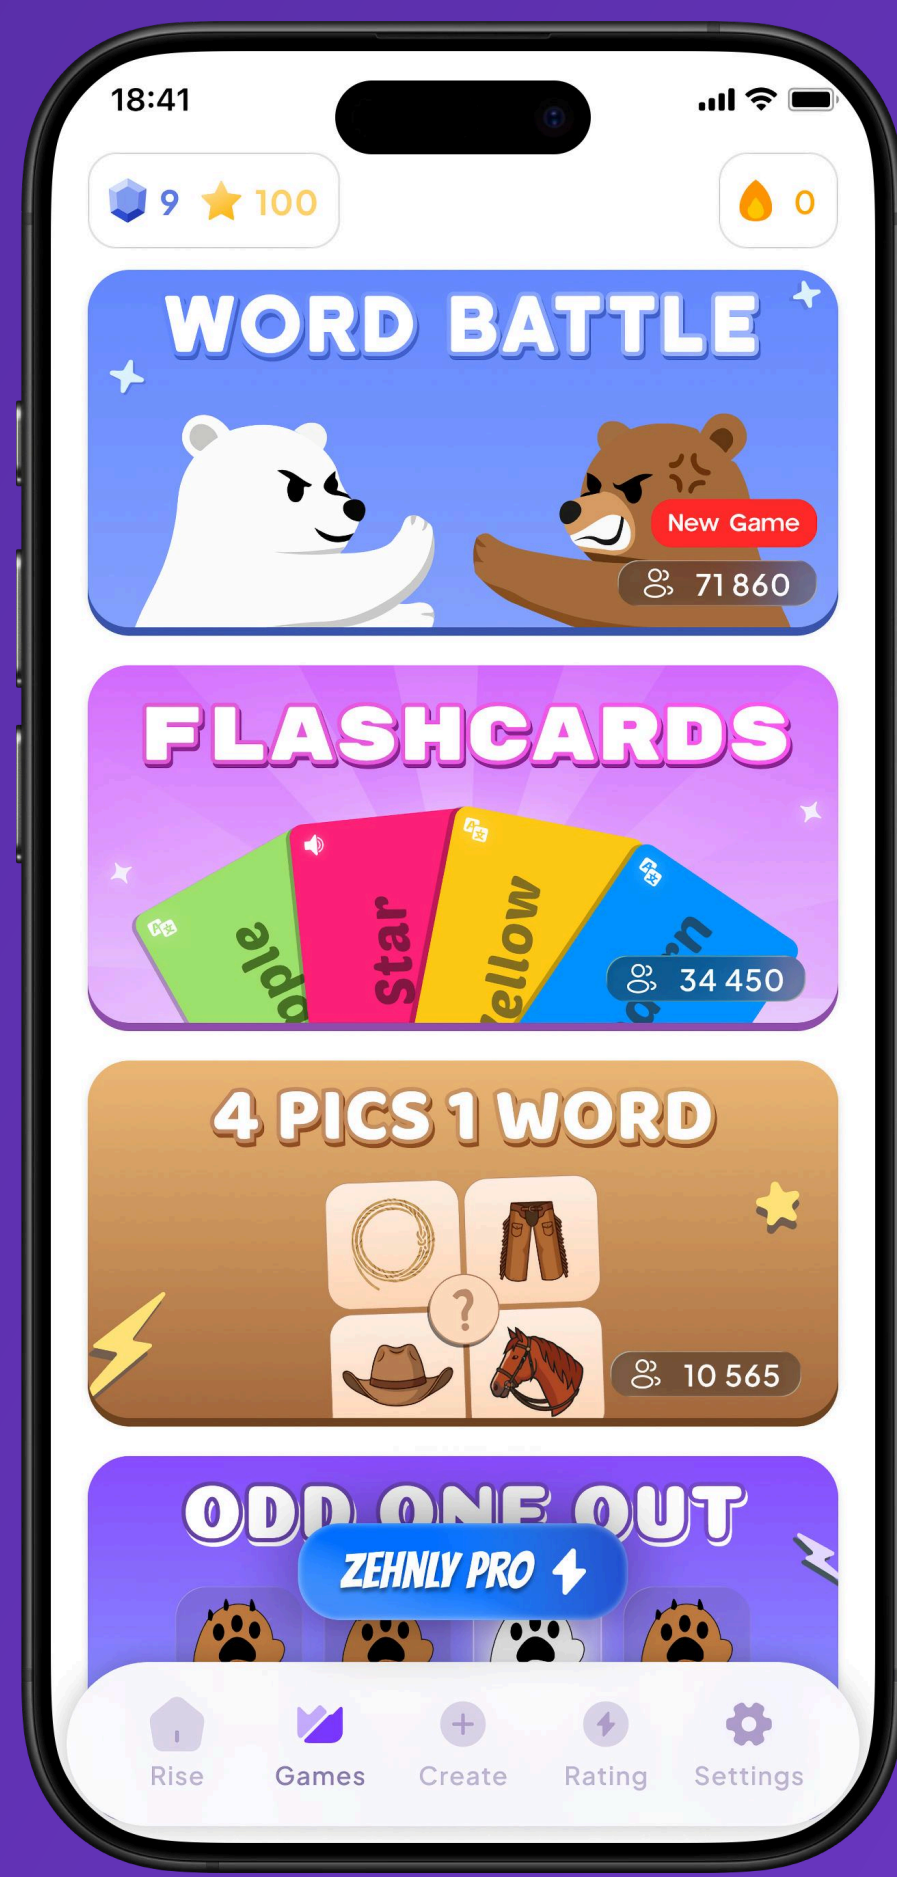 18:41
9 100
0
WORD BATTLE
New Game
71 860
FLASHCARDS
Star
34 450
4 PICS 1 WORD
?
10 565
ODD ONE OUT
ZEHNLY PRO
Rise Games Create Rating Settings